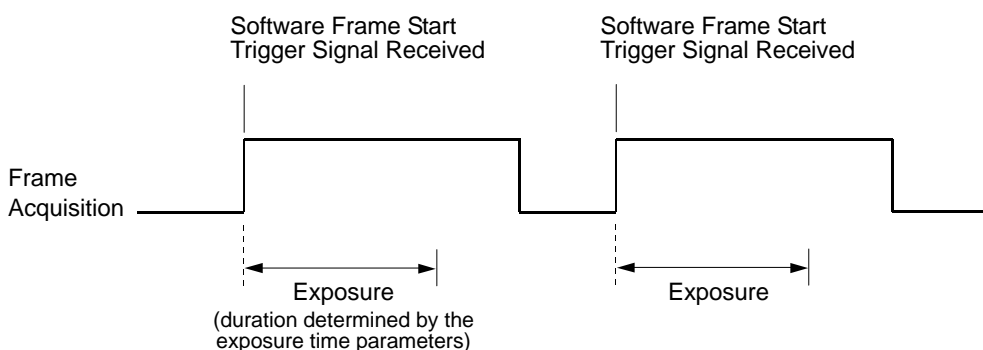 Software Frame Start
Trigger Signal Received
Software Frame Start
Trigger Signal Received
Frame
Acquisition
Exposure
(duration determined by the
exposure time parameters)
Exposure